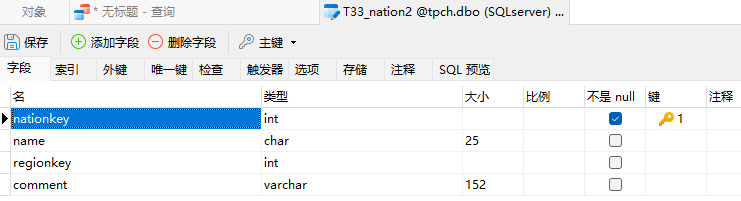 对象 * 无标题 - 查询 T33_nation2 @tpch.dbo (SQLserver) ...
保存 添加字段 删除字段 主键
字段 索引 外键 唯一键 检查 触发器 选项 存储 注释 SQL 预览
名 类型 大小 比例 不是 null 键 注释
nationkey int 1
name char 25
regionkey int
comment varchar 152